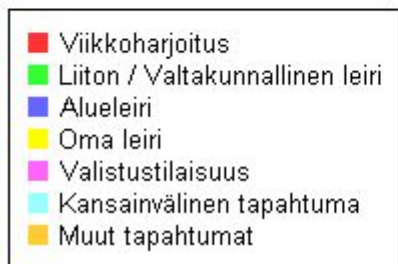 Viikkoharjoitus
Liiton / Valtakunnallinen leiri
Alueleiri
Oma leiri
Valistustilaisuus
Kansainvälinen tapahtuma
Muut tapahtumat